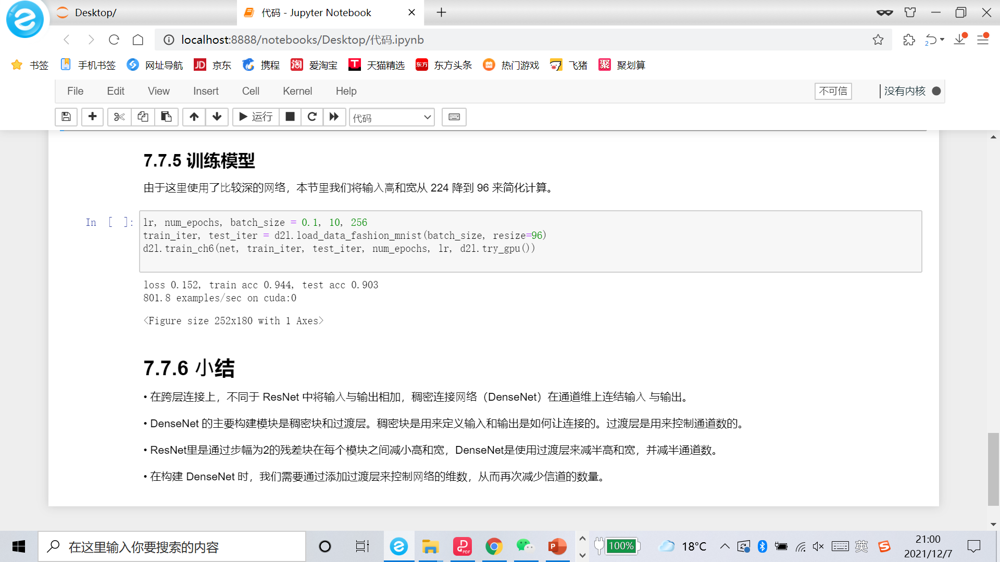 Desktop/
代码 - Jupyter Notebook
localhost:8888/notebooks/Desktop/代码.ipynb
2
书签 手机书签 网址导航 JD 京东 携程 淘 爱淘宝 T 天猫精选 东方 东方头条 热门游戏 飞猪 聚 聚划算
File Edit View Insert Cell Kernel Help 不可信 没有内核
运行 代码
7.7.5 训练模型
由于这里使用了比较深的网络，本节里我们将输入高和宽从 224 降到 96 来简化计算。
In [ ]:
lr, num_epochs, batch_size = 0.1, 10, 256
train_iter, test_iter = d2l.load_data_fashion_mnist(batch_size, resize=96)
d2l.train_ch6(net, train_iter, test_iter, num_epochs, lr, d2l.try_gpu())
loss 0.152, train acc 0.944, test acc 0.903
801.8 examples/sec on cuda:0
<Figure size 252x180 with 1 Axes>
7.7.6 小结
• 在跨层连接上，不同于 ResNet 中将输入与输出相加，稠密连接网络（DenseNet）在通道维上连结输入 与输出。
• DenseNet 的主要构建模块是稠密块和过渡层。稠密块是用来定义输入和输出是如何让连接的。过渡层是用来控制通道数的。
• ResNet里是通过步幅为2的残差块在每个模块之间减小高和宽，DenseNet是使用过渡层来减半高和宽，并减半通道数。
• 在构建 DenseNet 时，我们需要通过添加过渡层来控制网络的维数，从而再次减少信道的数量。
在这里输入你要搜索的内容
PDF
P
100%
18°C
英
S
21:00
2021/12/7